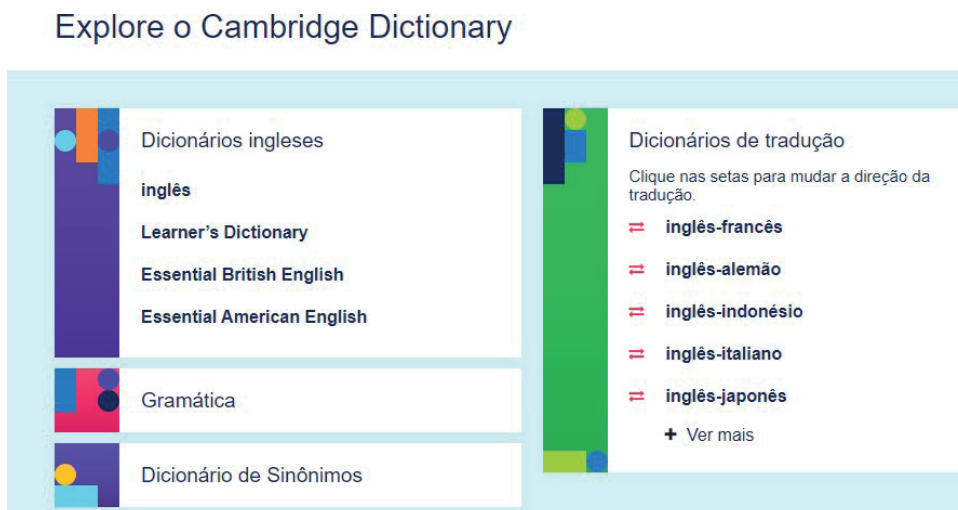 Explore o Cambridge Dictionary
Dicionários ingleses
inglês
Learner's Dictionary
Essential British English
Essential American English
Gramática
Dicionário de Sinônimos
Dicionários de tradução
Clique nas setas para mudar a direção da
tradução.
inglês-francês
inglês-alemão
inglês-indonésio
inglês-italiano
inglês-japonês
+ Ver mais